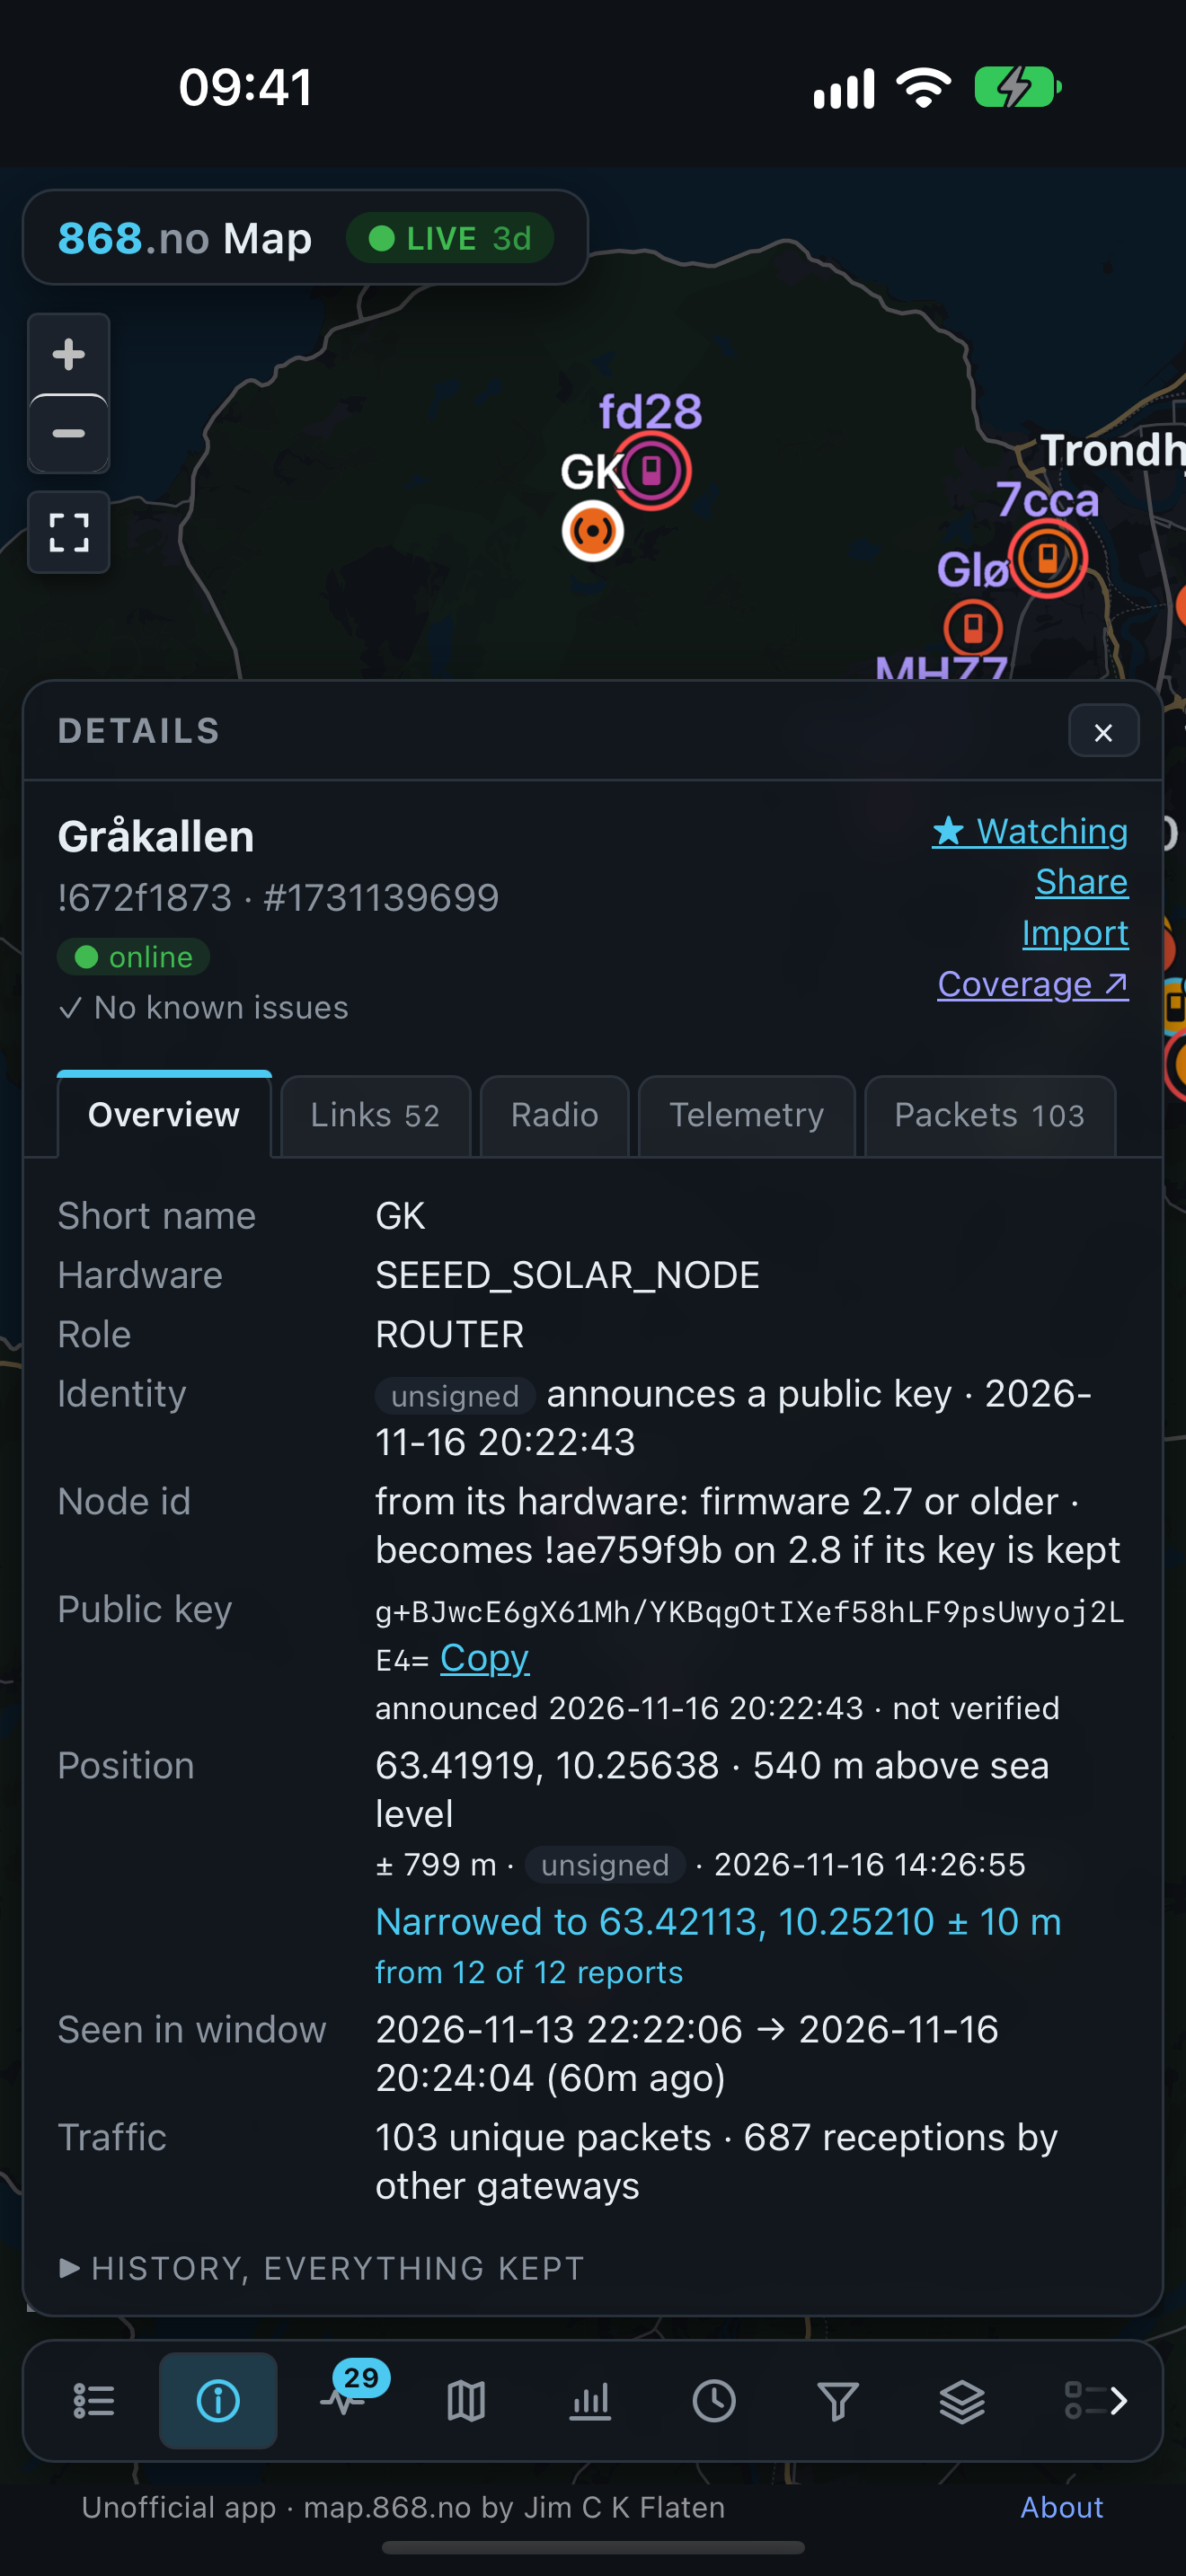 09:41
868.no Map LIVE 3d
fd28
GK
Trondh
7cca
Glø
MHZ7
DETAILS
Gråkallen
!672f1873 · #1731139699
online
✓ No known issues
★ Watching
Share
Import
Coverage ↗
Overview Links 52 Radio Telemetry Packets 103
Short name GK
Hardware SEEED_SOLAR_NODE
Role ROUTER
Identity unsigned announces a public key · 2026-
11-16 20:22:43
Node id from its hardware: firmware 2.7 or older ·
becomes !ae759f9b on 2.8 if its key is kept
Public key g+BJwcE6gX61Mh/YKBqgOtIXef58hLF9psUwyoj2L
E4= Copy
announced 2026-11-16 20:22:43 · not verified
Position 63.41919, 10.25638 · 540 m above sea
level
± 799 m · unsigned · 2026-11-16 14:26:55
Narrowed to 63.42113, 10.25210 ± 10 m
from 12 of 12 reports
Seen in window 2026-11-13 22:22:06 → 2026-11-16
20:24:04 (60m ago)
Traffic 103 unique packets · 687 receptions by
other gateways
▶ HISTORY, EVERYTHING KEPT
29
Unofficial app · map.868.no by Jim C K Flaten About